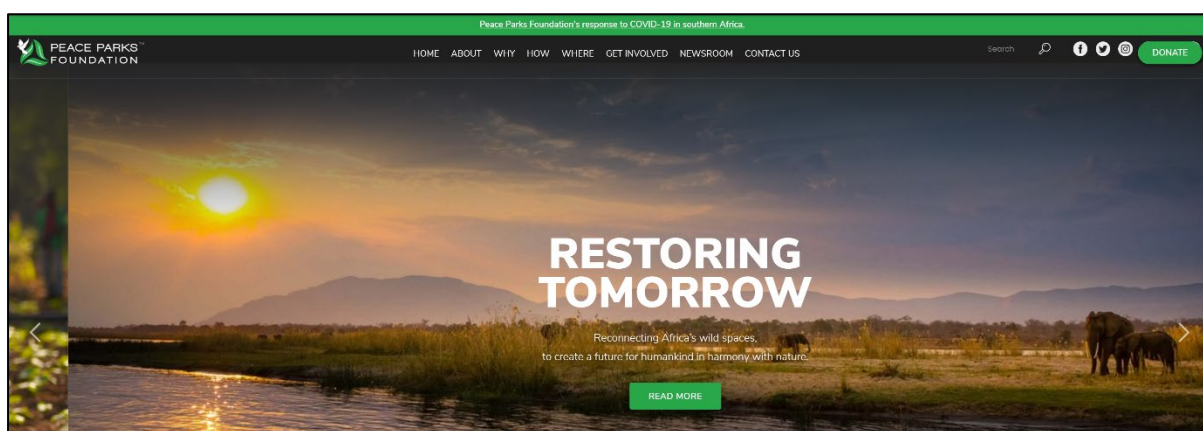 Peace Parks Foundation's response to COVID-19 in southern Africa.
PEACE PARKS™
FOUNDATION
HOME ABOUT WHY HOW WHERE GET INVOLVED NEWSROOM CONTACT US
Search
DONATE
RESTORING
TOMORROW
Reconnecting Africa's wild spaces,
to create a future for humankind in harmony with nature.
READ MORE